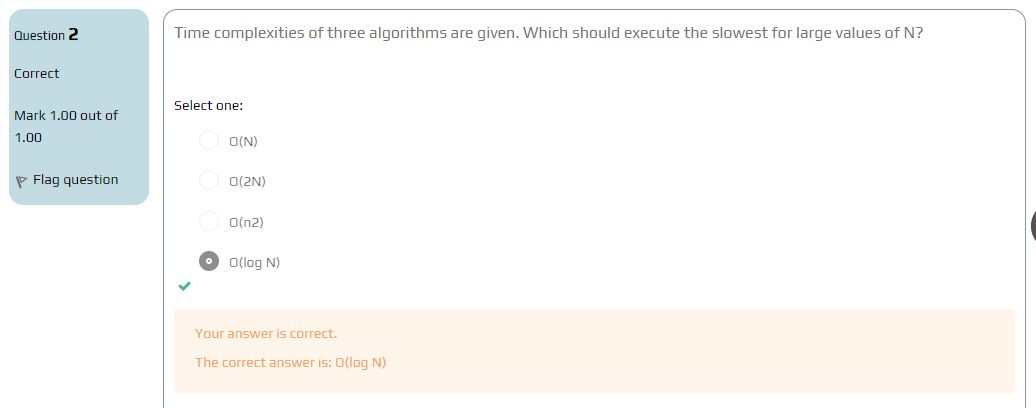 Question 2
Correct
Mark 1.00 out of
1.00
Flag question
Time complexities of three algorithms are given. Which should execute the slowest for large values of N?
Select one:
O(N)
O(2N)
O(n2)
O(log N)
Your answer is correct.
The correct answer is: O(log N)